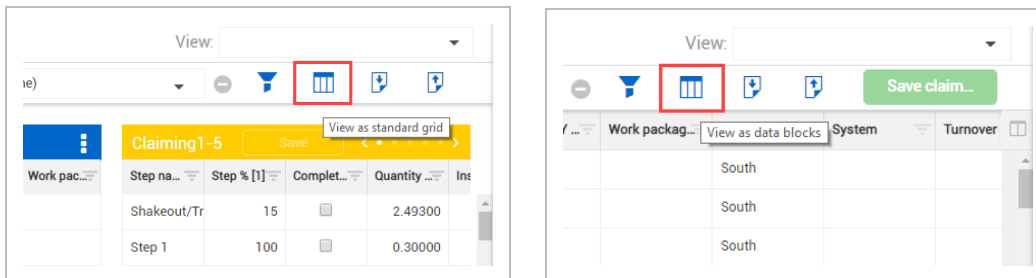 View:
ne)
View as standard grid
Claiming1-5 Save
Work pac... Step na... Step % [1] Complet... Quantity ... Ins
Shakeout/Tr 15 2.49300
Step 1 100 0.30000
View:
Save claim...
View as data blocks
Y ... Work packag... System Turnover
South
South
South